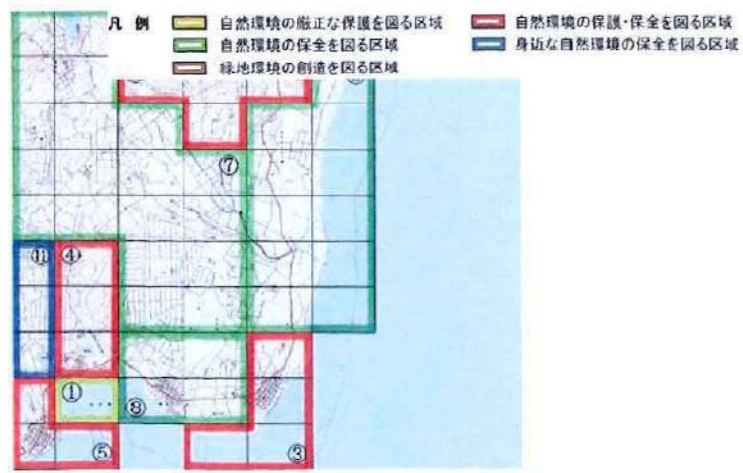 凡 例 自然環境の厳正な保護を図る区域 自然環境の保護・保全を図る区域
自然環境の保全を図る区域 身近な自然環境の保全を図る区域
緑地環境の創造を図る区域
⑦
⑪ ④
①
⑧
⑤ ③